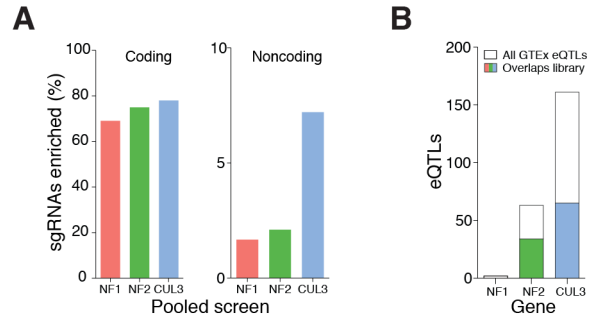 A
B
Coding
Noncoding
sgRNAs enriched (%)
100
80
60
40
20
0
NF1 NF2 CUL3
10
5
0
NF1 NF2 CUL3
Pooled screen
All GTEx eQTLs
Overlaps library
eQTLs
200
150
100
50
0
NF1 NF2 CUL3
Gene